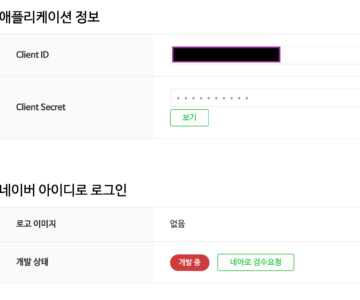 애플리케이션 정보
Client ID
Client Secret
**********
보기
네이버 아이디로 로그인
로고 이미지
없음
개발 상태
개발 중
네아로 검수요청